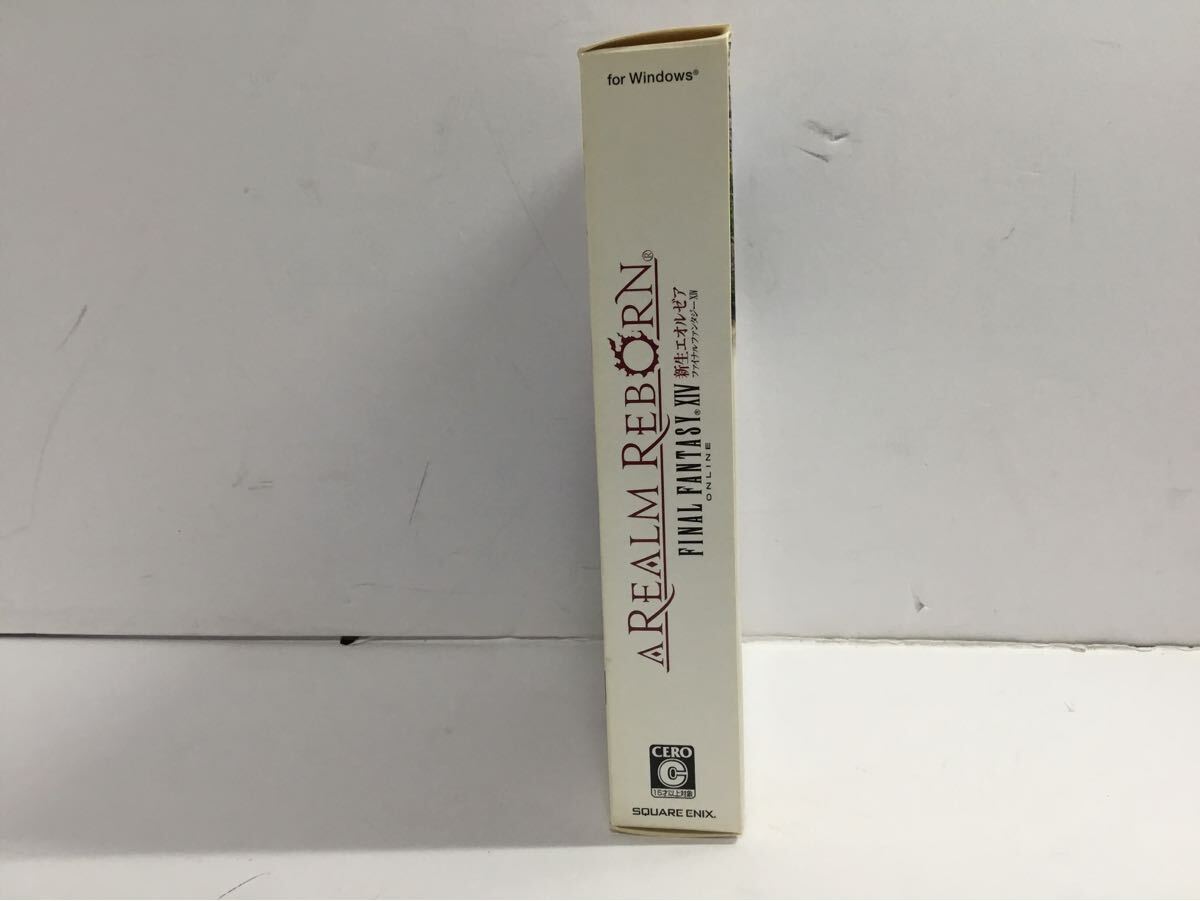 for Windows®
A REALM REBORN®
FINAL FANTASY® XIV
ONLINE
新生エオルゼア
ファイナルファンタジーXIV
CERO
C
15才以上対象
SQUARE ENIX.